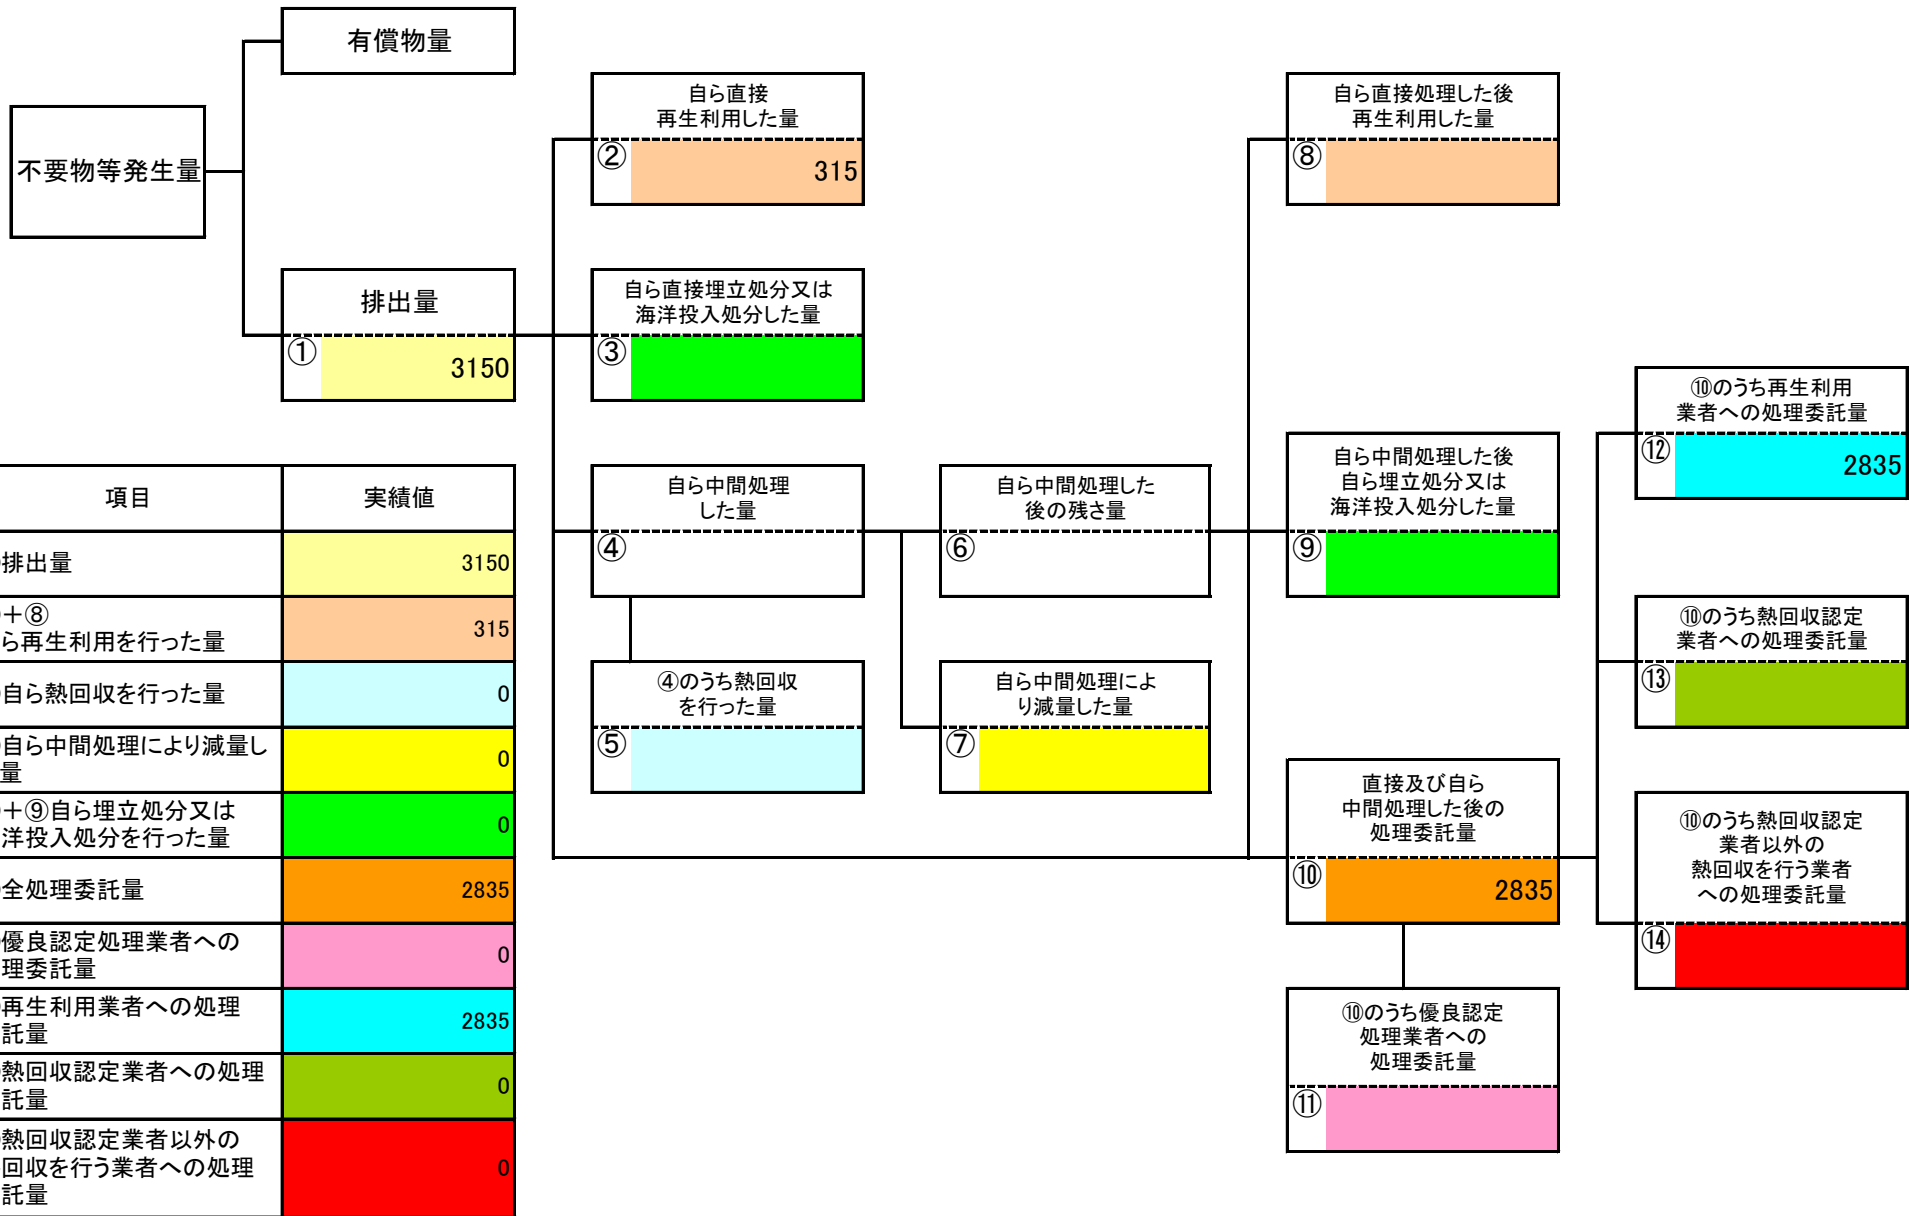 有償物量
不要物等発生量
排出量
①
3150
自ら直接
再生利用した量
②
315
自ら直接埋立処分又は
海洋投入処分した量
③
自ら中間処理
した量
④
④のうち熱回収
を行った量
⑤
自ら中間処理した
後の残さ量
⑥
自ら中間処理によ
り減量した量
⑦
自ら直接処理した後
再生利用した量
⑧
自ら中間処理した後
自ら埋立処分又は
海洋投入処分した量
⑨
直接及び自ら
中間処理した後の
処理委託量
⑩
2835
⑩のうち優良認定
処理業者への
処理委託量
⑪
⑩のうち再生利用
業者への処理委託量
⑫
2835
⑩のうち熱回収認定
業者への処理委託量
⑬
⑩のうち熱回収認定
業者以外の
熱回収を行う業者
への処理委託量
⑭
項目
実績値
排出量
3150
+⑧
ら再生利用を行った量
315
自ら熱回収を行った量
0
自ら中間処理により減量し
量
0
+⑨自ら埋立処分又は
洋投入処分を行った量
0
全処理委託量
2835
優良認定処理業者への
理委託量
0
再生利用業者への処理
託量
2835
熱回収認定業者への処理
託量
0
熱回収認定業者以外の
回収を行う業者への処理
託量
0